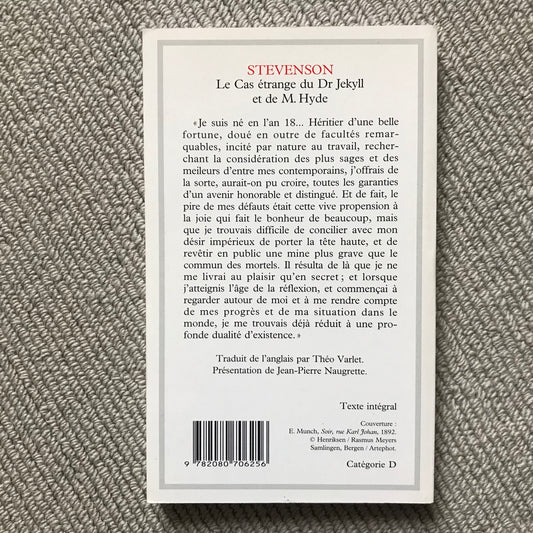 STEVENSON
Le Cas étrange du Dr Jekyll
et de M. Hyde
« Je suis né en l'an 18... Héritier d'une belle
fortune, doué en outre de facultés remar-
quables, incité par nature au travail, recher-
chant la considération des plus sages et des
meilleurs d'entre mes contemporains, j'offrais de
la sorte, aurait-on pu croire, toutes les garanties
d'un avenir honorable et distingué. Et de fait, le
pire de mes défauts était cette vive propension à
la joie qui fait le bonheur de beaucoup, mais
que je trouvais difficile de concilier avec mon
désir impérieux de porter la tête haute, et de
revêtir en public une mine plus grave que le
commun des mortels. Il résulta de là que je ne
me livrai au plaisir qu'en secret ; et lorsque
j'atteignis l'âge de la réflexion, et commençai à
regarder autour de moi et à me rendre compte
de mes progrès et de ma situation dans le
monde, je me trouvais déjà réduit à une pro-
fonde dualité d'existence. »
Traduit de l'anglais par Théo Varlet.
Présentation de Jean-Pierre Naugrette.
Texte intégral
Couverture :
E. Munch, Soir, rue Karl Johan, 1892.
© Henriksen / Rasmus Meyers
Samlingen, Bergen / Artephot.
9 782080 706256
Catégorie D